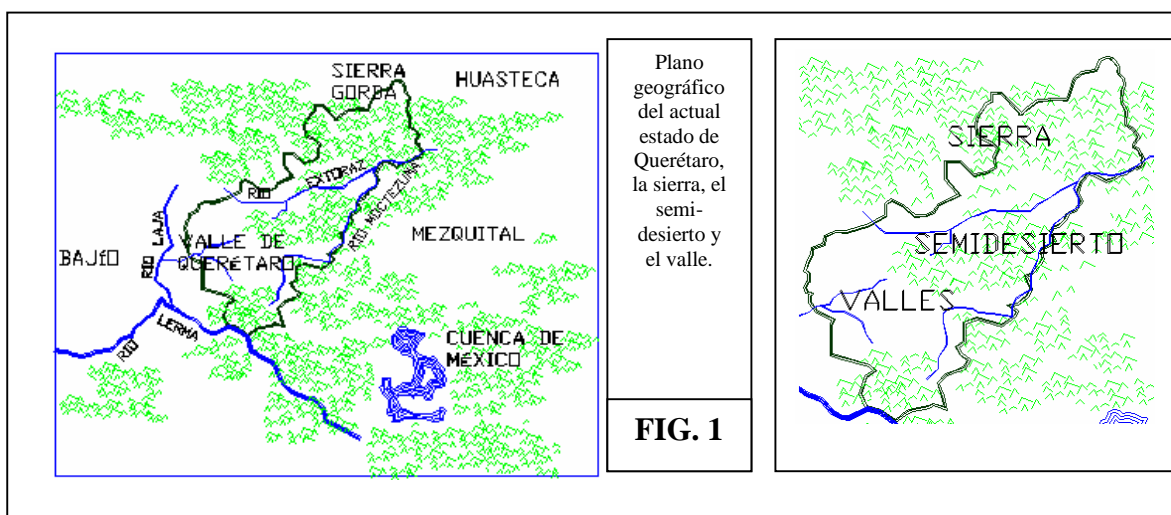 SIERRA
GORDA
HUASTECA
RIO EXTORAZ
RIO MOCTEZUNA
RIO LAJA
VALLE DE
QUERéTARO
MEZQUITAL
BAJíO
RIO LERMA
CUENCA DE
MéXICO
Plano
geográfico
del actual
estado de
Querétaro,
la sierra, el
semi-
desierto y
el valle.
FIG. 1
SIERRA
SEMIDESIERTO
VALLES